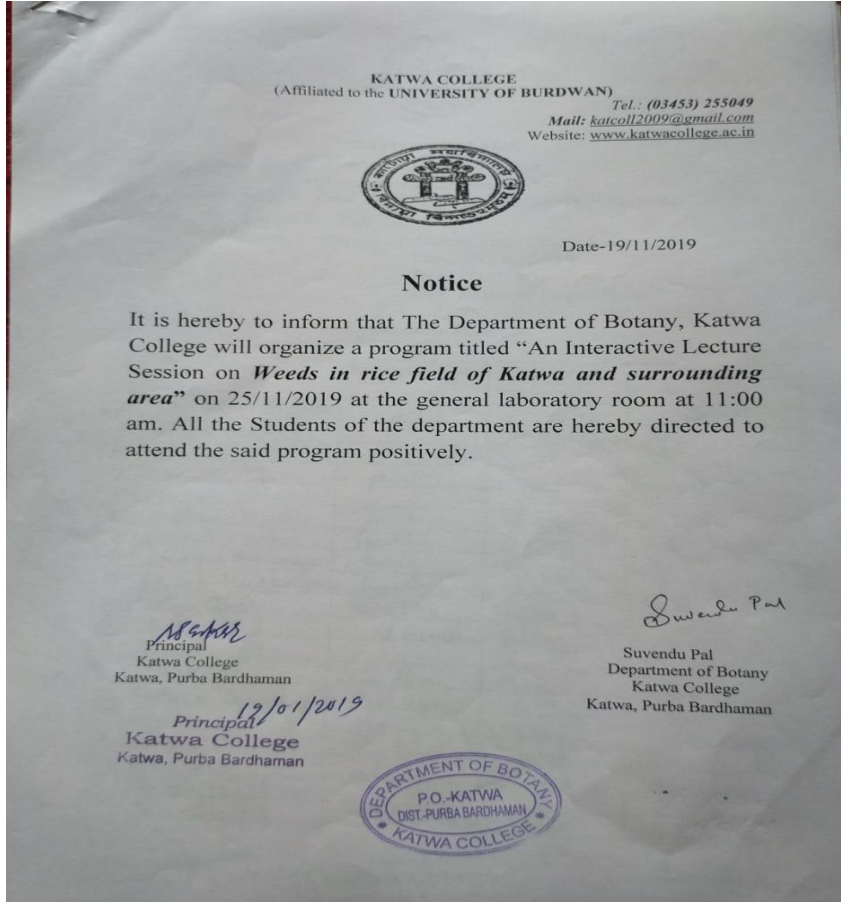 KATWA COLLEGE
(Affiliated to the UNIVERSITY OF BURDWAN)
Tel.: (03453) 255049
Mail: katcoll2009@gmail.com
Website: www.katwacollege.ac.in
Date-19/11/2019
Notice
It is hereby to inform that The Department of Botany, Katwa
College will organize a program titled “An Interactive Lecture
Session on Weeds in rice field of Katwa and surrounding
area” on 25/11/2019 at the general laboratory room at 11:00
am. All the Students of the department are hereby directed to
attend the said program positively.
Principal
Katwa College
Katwa, Purba Bardhaman
19/01/2019
Principal
Katwa College
Katwa, Purba Bardhaman
Suvendu Pal
Suvendu Pal
Department of Botany
Katwa College
Katwa, Purba Bardhaman
DEPARTMENT OF BOTANY
P.O.-KATWA
DIST.-PURBA BARDHAMAN
KATWA COLLEGE